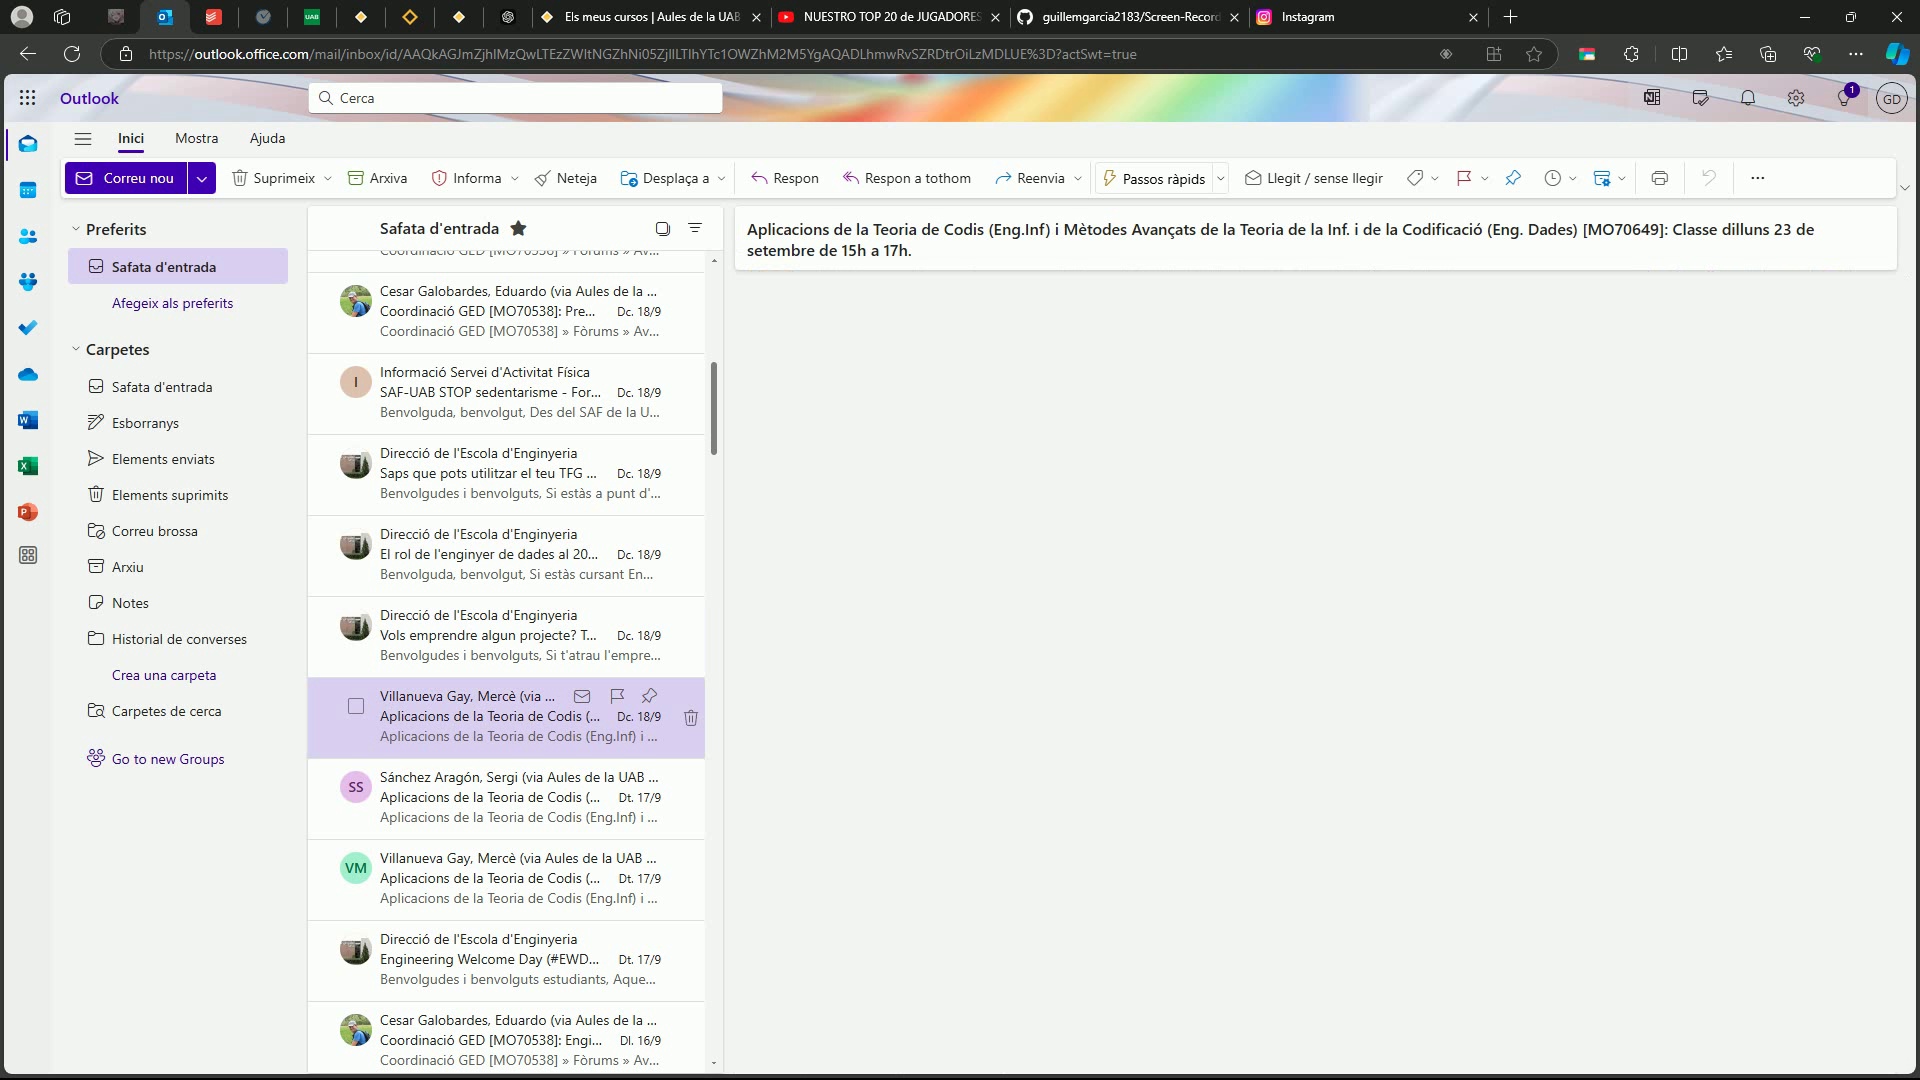 Els meus cursos | Aules de la UAB
NUESTRO TOP 20 de JUGADORES
guillemgarcia2183/Screen-Record
Instagram
Outlook
Cerca
1
GD
Inici
Mostra
Ajuda
Correu nou
Suprimeix
Arxiva
Informa
Neteja
Desplaça a
Respon
Respon a tothom
Reenvia
Passos ràpids
Llegit / sense llegir
Preferits
Safata d'entrada
Afegeix als preferits
Carpetes
Safata d'entrada
Esborranys
Elements enviats
Elements suprimits
Correu brossa
Arxiu
Notes
Historial de converses
Crea una carpeta
Carpetes de cerca
Go to new Groups
Safata d'entrada
Coordinació GED [MO70538] » Fòrums » Av...
Cesar Galobardes, Eduardo (via Aules de la ...
Coordinació GED [MO70538]: Pre... Dc. 18/9
Coordinació GED [MO70538] » Fòrums » Av...
I
Informació Servei d'Activitat Física
SAF-UAB STOP sedentarisme - For... Dc. 18/9
Benvolguda, benvolgut, Des del SAF de la U...
Direcció de l'Escola d'Enginyeria
Saps que pots utilitzar el teu TFG ... Dc. 18/9
Benvolgudes i benvolguts, Si estàs a punt d'...
Direcció de l'Escola d'Enginyeria
El rol de l'enginyer de dades al 20... Dc. 18/9
Benvolguda, benvolgut, Si estàs cursant En...
Direcció de l'Escola d'Enginyeria
Vols emprendre algun projecte? T... Dc. 18/9
Benvolgudes i benvolguts, Si t'atrau l'empre...
Villanueva Gay, Mercè (via ...
Aplicacions de la Teoria de Codis (... Dc. 18/9
Aplicacions de la Teoria de Codis (Eng.Inf) i ...
SS
Sánchez Aragón, Sergi (via Aules de la UAB ...
Aplicacions de la Teoria de Codis (... Dt. 17/9
Aplicacions de la Teoria de Codis (Eng.Inf) i ...
VM
Villanueva Gay, Mercè (via Aules de la UAB ...
Aplicacions de la Teoria de Codis (... Dt. 17/9
Aplicacions de la Teoria de Codis (Eng.Inf) i ...
Direcció de l'Escola d'Enginyeria
Engineering Welcome Day (#EWD... Dt. 17/9
Benvolgudes i benvolguts estudiants, Aque...
Cesar Galobardes, Eduardo (via Aules de la ...
Coordinació GED [MO70538]: Engi... Dl. 16/9
Coordinació GED [MO70538] » Fòrums » Av...
Aplicacions de la Teoria de Codis (Eng.Inf) i Mètodes Avançats de la Teoria de la Inf. i de la Codificació (Eng. Dades) [MO70649]: Classe dilluns 23 de
setembre de 15h a 17h.